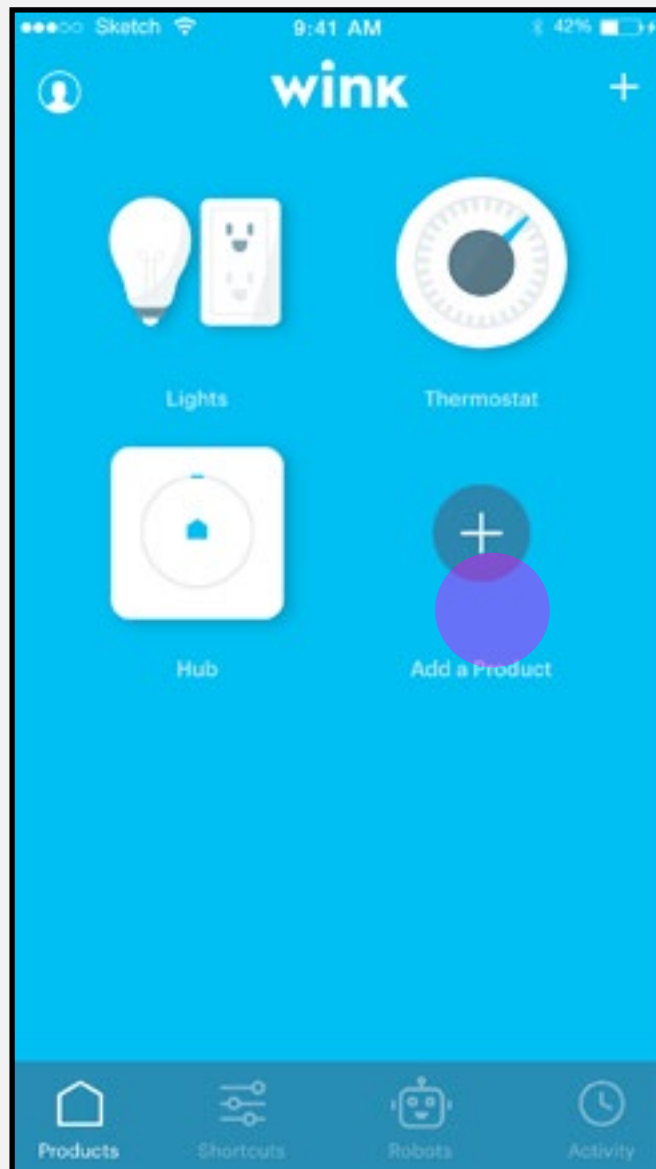 Sketch 9:41 AM 42%
wink
Lights Thermostat
Hub Add a Product
Products Shortcuts Robots Activity